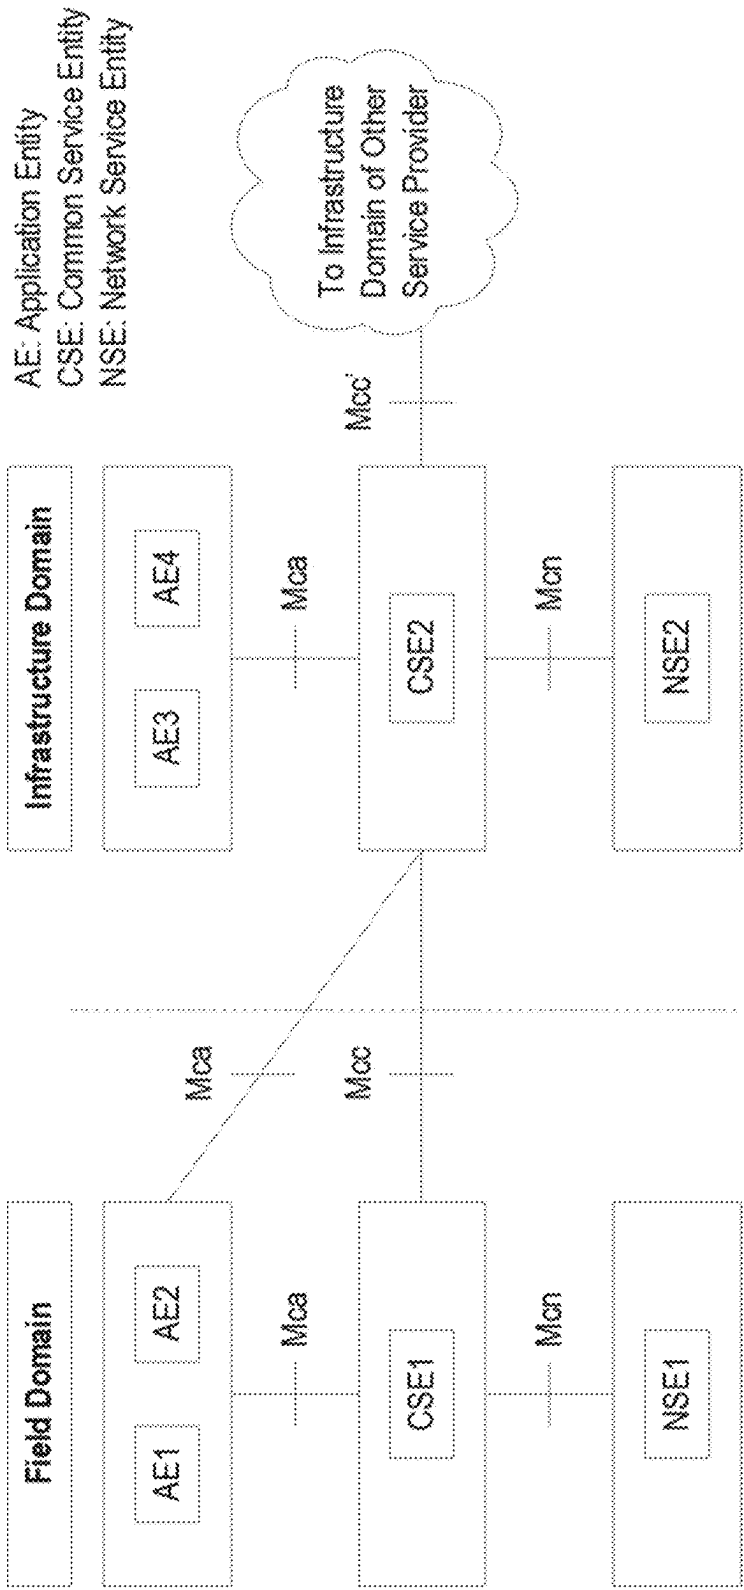 AE: Application Entity
CSE: Common Service Entity
NSE: Network Service Entity
Field Domain
Infrastructure Domain
AE1
AE2
AE3
AE4
Mca
Mca
Mca
To Infrastructure
Domain of Other
Service Provider
Mcc
Mcc'
CSE1
CSE2
Mcn
Mcn
NSE1
NSE2